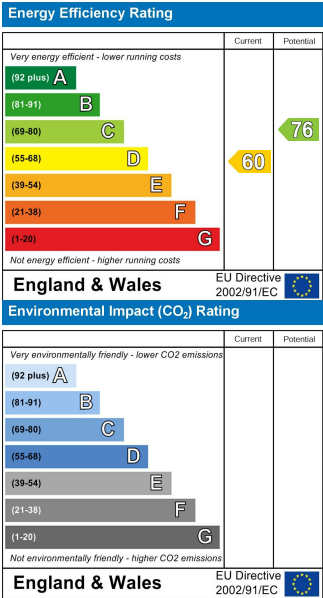 Energy Efficiency Rating
Current Potential
Very energy efficient - lower running costs
(92 plus) A
(81-91) B
(69-80) C
(55-68) D
(39-54) E
(21-38) F
(1-20) G
60
76
Not energy efficient - higher running costs
England & Wales
EU Directive
2002/91/EC
Environmental Impact (CO₂) Rating
Current Potential
Very environmentally friendly - lower CO2 emissions
(92 plus) A
(81-91) B
(69-80) C
(55-68) D
(39-54) E
(21-38) F
(1-20) G
Not environmentally friendly - higher CO2 emissions
England & Wales
EU Directive
2002/91/EC